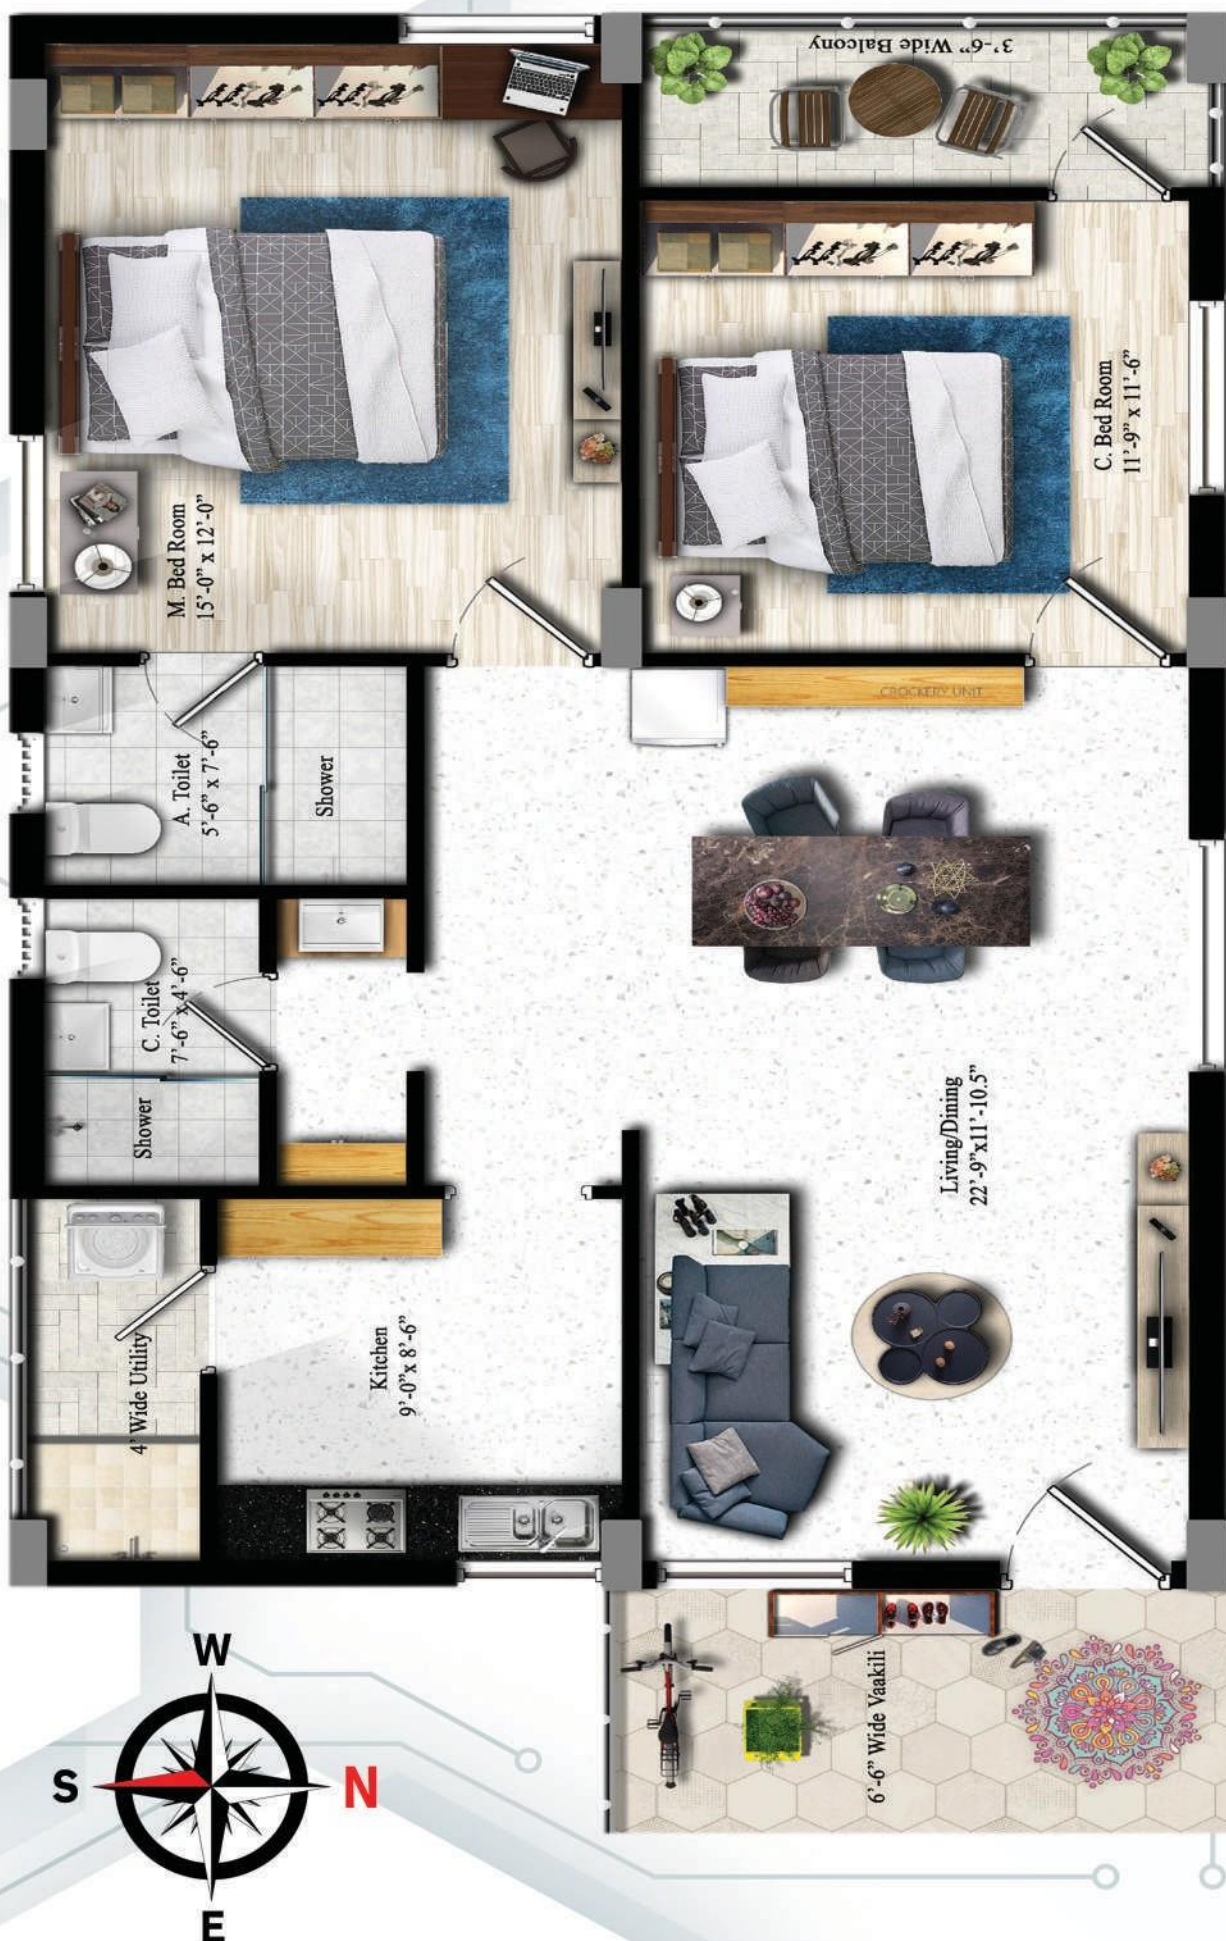 3'-6" Wide Balcony
M. Bed Room
15'-0" x 12'-0"
C. Bed Room
11'-9" x 11'-6"
CROCKERY UNIT
A. Toilet
5'-6" x 7'-6"
Shower
C. Toilet
7'-6" x 4'-6"
Shower
Living/Dining
22'-9"x11'-10.5"
4' Wide Utility
Kitchen
9'-0"x 8'-6"
6'-6" Wide Vaakili
W
S
N
E